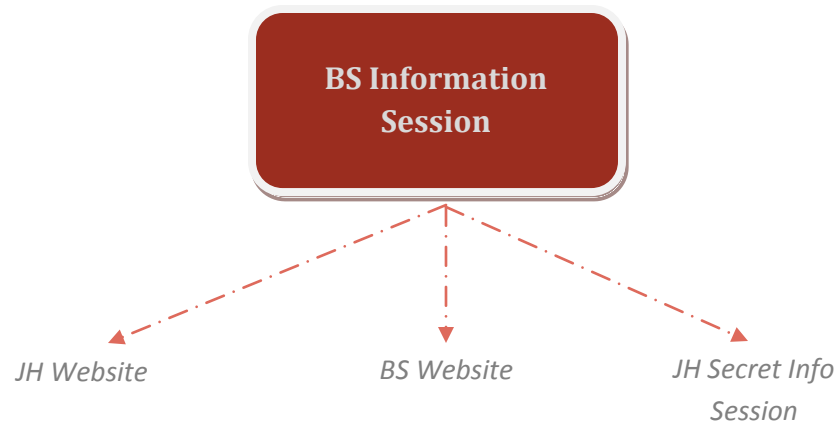 BS Information
Session
JH Website
BS Website
JH Secret Info
Session